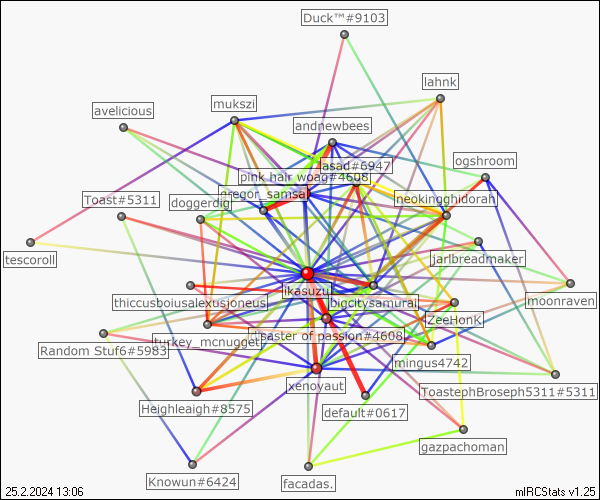 Duck™#9103
lahnk
mukszi
avelicious
andnewbees
ogshroom
asad#6947
pink hair woag#4608
gregor_samsa
neokingghidorah
Toast#5311
doggerdig
tescoroll
jarlbreadmaker
ikasuzu
moonraven
thiccusboiusalexusjoneus
bigcitysamurai
ZeeHonK
turkey_mcnugget
disaster of passion#4608
Random Stuf6#5983
mingus4742
xenoyaut
ToastephBroseph5311#5311
Heighleaigh#8575
default#0617
gazpachoman
Knowun#6424
facadas.
25.2.2024 13:06
mIRCStats v1.25